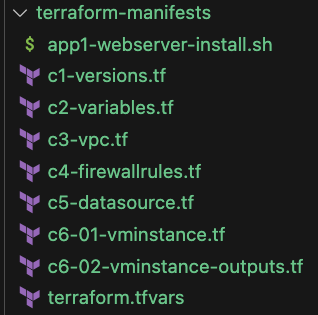 terraform-manifests
$ app1-webserver-install.sh
c1-versions.tf
c2-variables.tf
c3-vpc.tf
c4-firewallrules.tf
c5-datasource.tf
c6-01-vminstance.tf
c6-02-vminstance-outputs.tf
terraform.tfvars